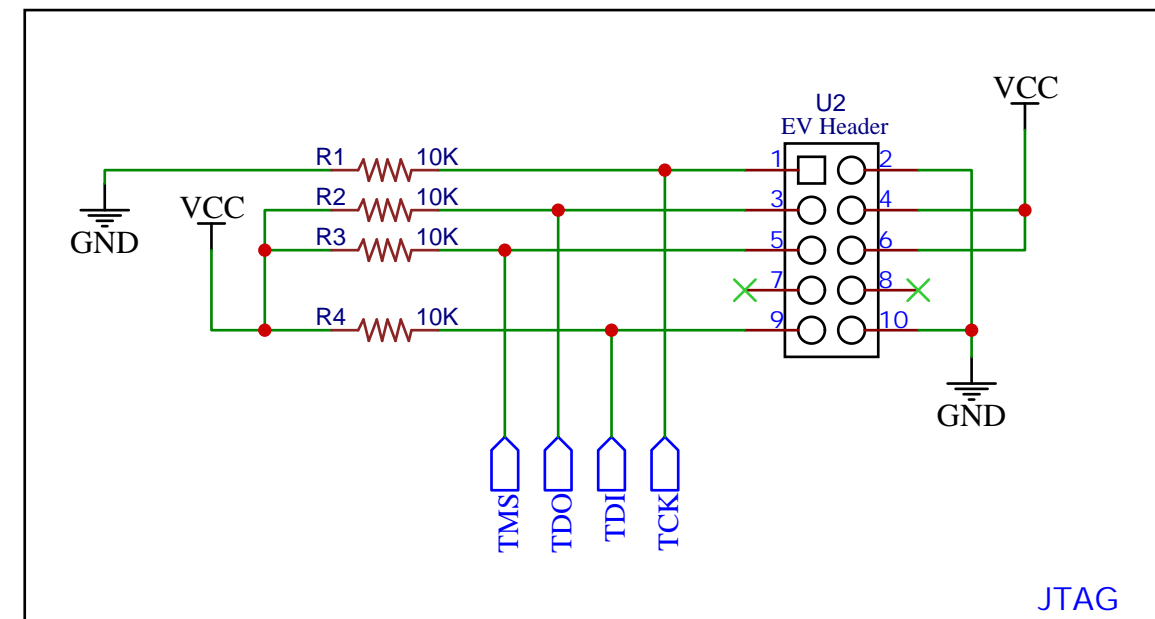 VCC
U2
EV Header
R1 10K 1 2
R2 10K 3 4
VCC
GND
R3 10K 5 6
7 8
R4 10K 9 10
GND
TMS
TDO
TDI
TCK
JTAG